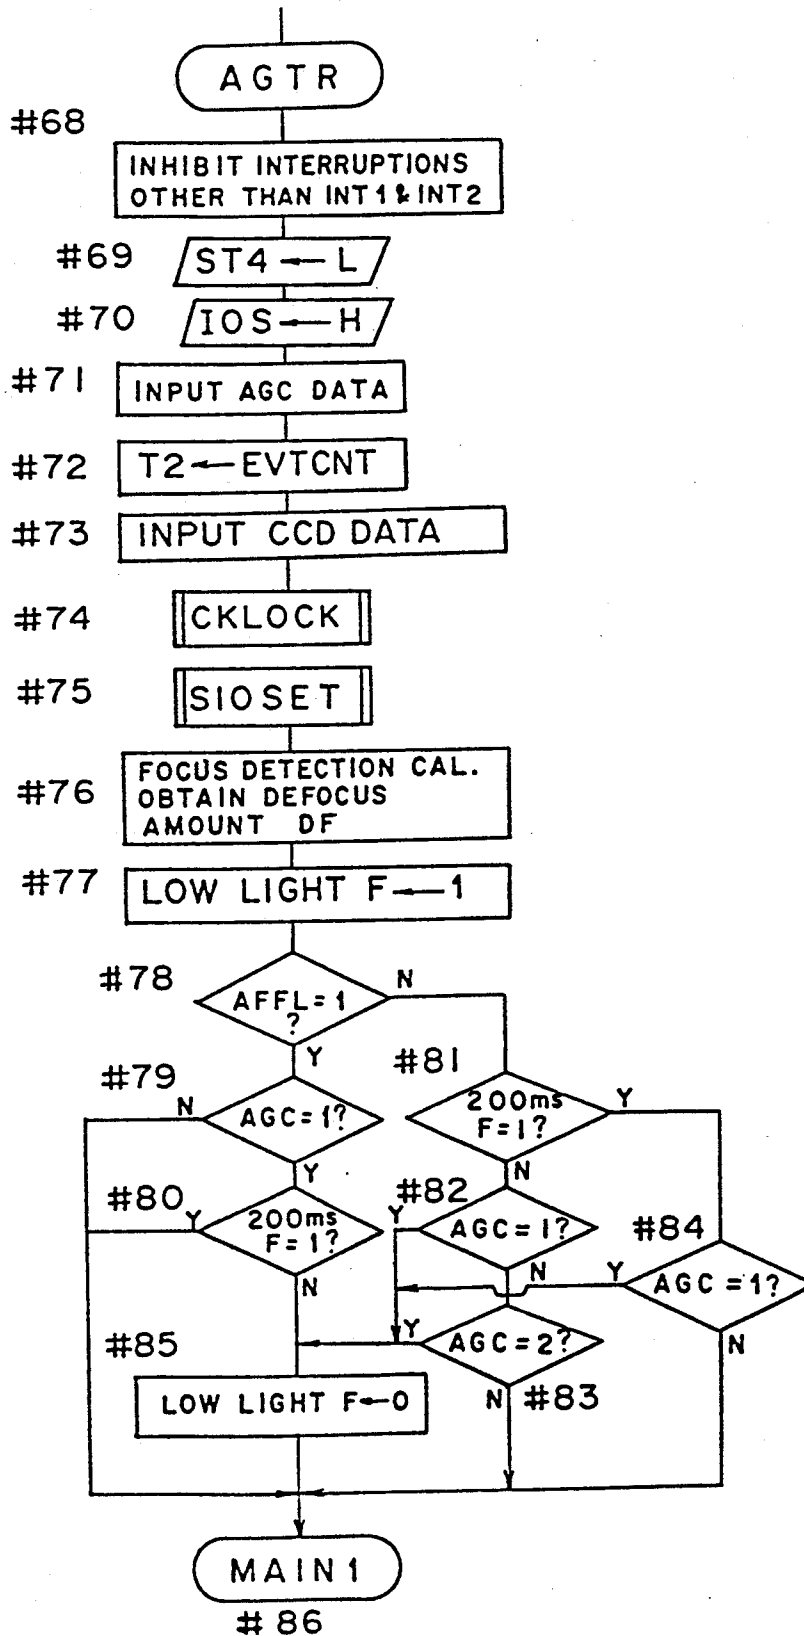 AGTR
#68
INHIBIT INTERRUPTIONS
OTHER THAN INT1 & INT2
#69
ST4 ← L
#70
IOS ← H
#71
INPUT AGC DATA
#72
T2 ← EVTCNT
#73
INPUT CCD DATA
#74
CKLOCK
#75
SIOSET
#76
FOCUS DETECTION CAL.
OBTAIN DEFOCUS
AMOUNT DF
#77
LOW LIGHT F ← 1
#78
AFFL = 1
?
N
Y
#79
AGC = 1?
N
Y
#81
200ms
F = 1?
Y
N
#80
200ms
F = 1?
Y
N
#82
AGC = 1?
Y
N
#84
AGC = 1?
Y
N
AGC = 2?
Y
N
#83
#85
LOW LIGHT F ← 0
MAIN 1
#86